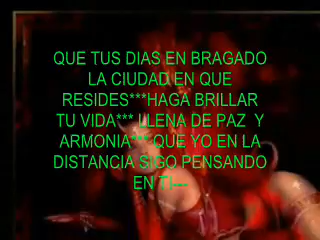 QUE TUS DIAS EN BRAGADO
LA CIUDAD EN QUE
RESIDES***HAGA BRILLAR
TU VIDA*** LLENA DE PAZ Y
ARMONIA*** QUE YO EN LA
DISTANCIA SIGO PENSANDO
EN TI---